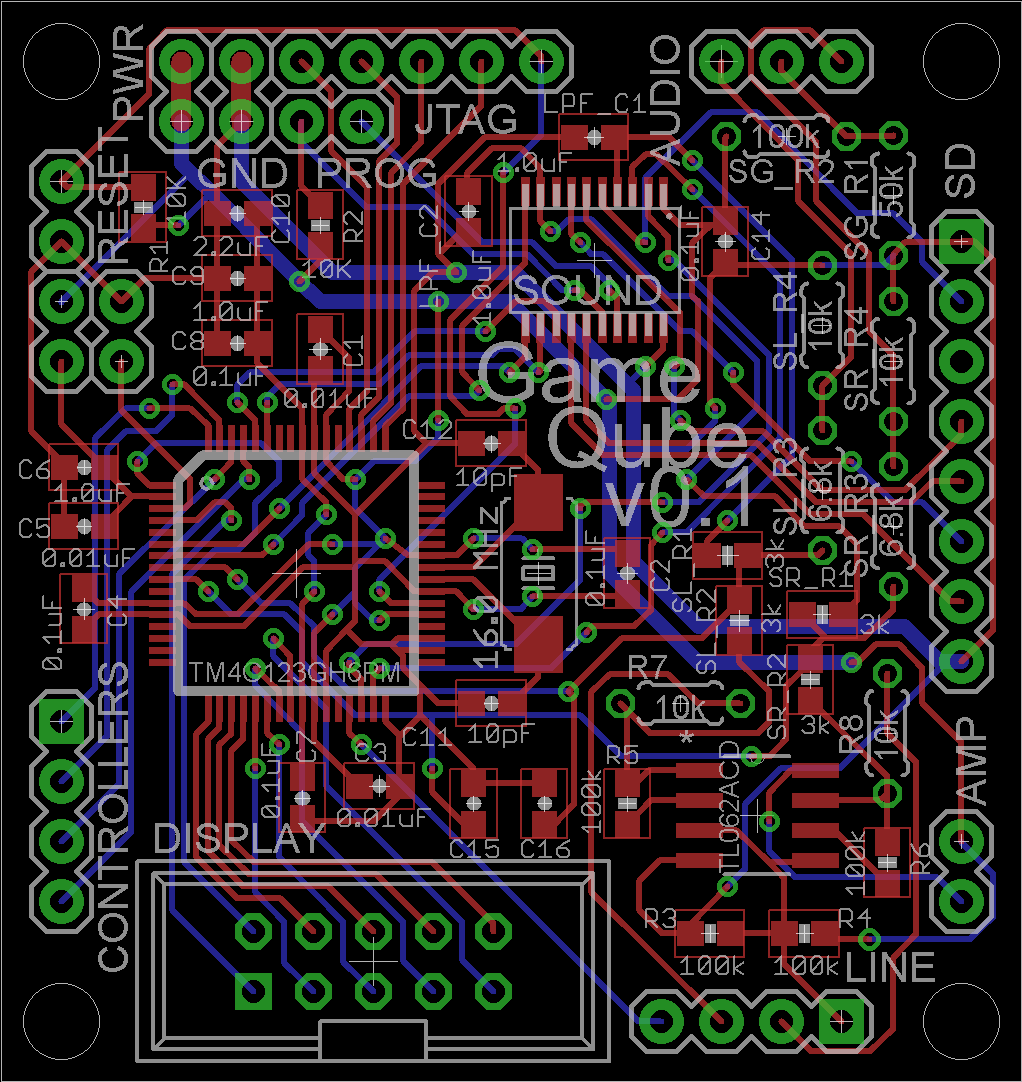 PWR
RESET
JTAG
GND PROG
LPF_C1
1.0uF
AUDIO
100k
SG_R2
SG_R1
50k
SD
R1
10k
2.2uF
C10
R2
10K
C9
1.0uF
C8
0.1uF
C1
0.01uF
C2
PF
1.0uF
SOUND
0.1uF
C14
SL_R4
10k
SR_R4
10k
Game
Qube
v0.1
C12
10pF
C6
1.0uF
C5
0.01uF
0.1uF
C4
16.0 MHz
0.1uF
C2
SL_R3
6.8k
SR_R3
6.8k
SL_R1
3k
SR_R1
3k
SL_R2
3k
SR_R2
3k
TM4C123GH6PM
R7
10k
*
R8
10k
C11
10pF
CONTROLLERS
0.1uF
C7
C3
0.01uF
C15
C16
R5
100k
TL062ACD
AMP
100k
R6
DISPLAY
R3
100k
R4
100k
LINE